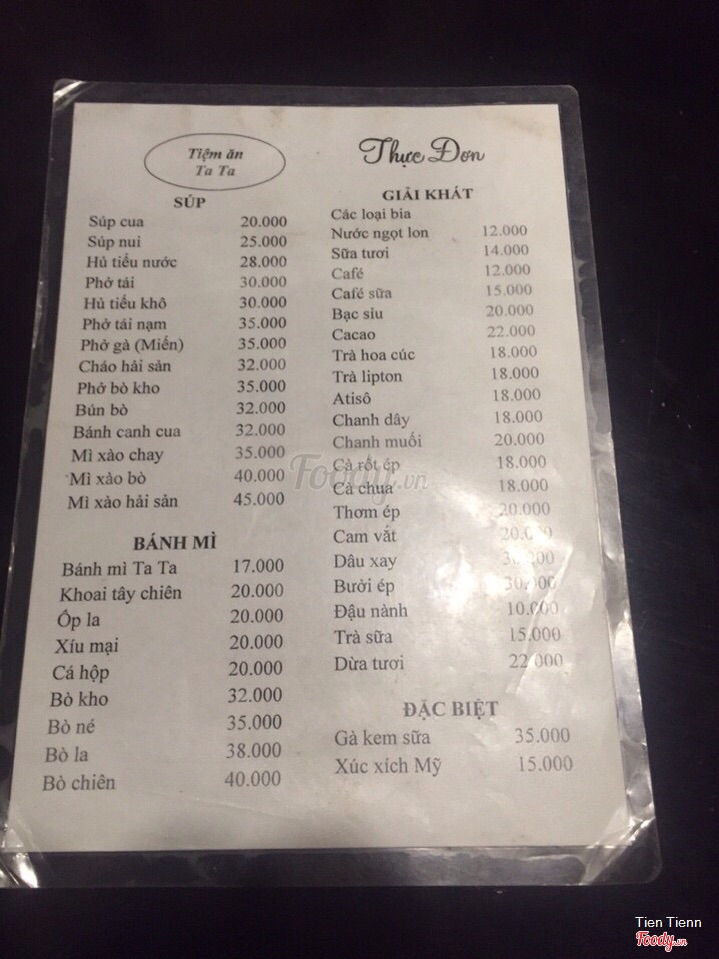 Tiệm ăn
Ta Ta
SÚP
Súp cua 20.000
Súp nui 25.000
Hủ tiếu nước 28.000
Phở tái 30.000
Hủ tiếu khô 30.000
Phở tái nạm 35.000
Phở gà (Miến) 35.000
Cháo hải sản 32.000
Phở bò kho 35.000
Bún bò 32.000
Bánh canh cua 32.000
Mì xào chay 35.000
Mì xào bò 40.000
Mì xào hải sản 45.000
BÁNH MÌ
Bánh mì Ta Ta 17.000
Khoai tây chiên 20.000
Ốp la 20.000
Xíu mại 20.000
Cá hộp 20.000
Bò kho 32.000
Bò né 35.000
Bò la 38.000
Bò chiên 40.000
Thực Đơn
GIẢI KHÁT
Các loại bia
Nước ngọt lon 12.000
Sữa tươi 14.000
Café 12.000
Café sữa 15.000
Bạc siu 20.000
Cacao 22.000
Trà hoa cúc 18.000
Trà lipton 18.000
Atisô 18.000
Chanh dây 18.000
Chanh muối 20.000
Cà rốt ép 18.000
Cà chua 18.000
Thơm ép 20.000
Cam vắt 20.000
Dâu xay
Bưởi ép 30.000
Đậu nành 10.000
Trà sữa 15.000
Dừa tươi 22.000
ĐẶC BIỆT
Gà kem sữa 35.000
Xúc xích Mỹ 15.000
Foody.vn
Tien Tienn
Foody.vn